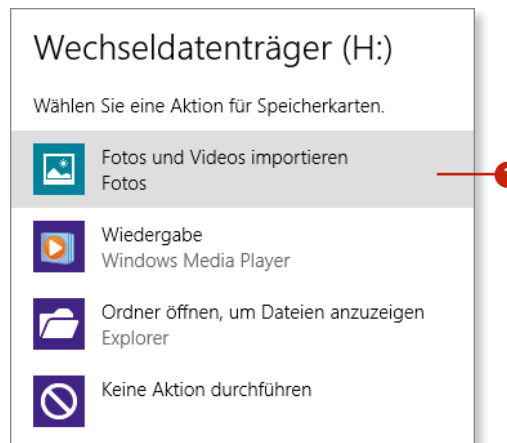 Wechseldatenträger (H:)
Wählen Sie eine Aktion für Speicherkarten.
Fotos und Videos importieren
Fotos
Wiedergabe
Windows Media Player
Ordner öffnen, um Dateien anzuzeigen
Explorer
Keine Aktion durchführen